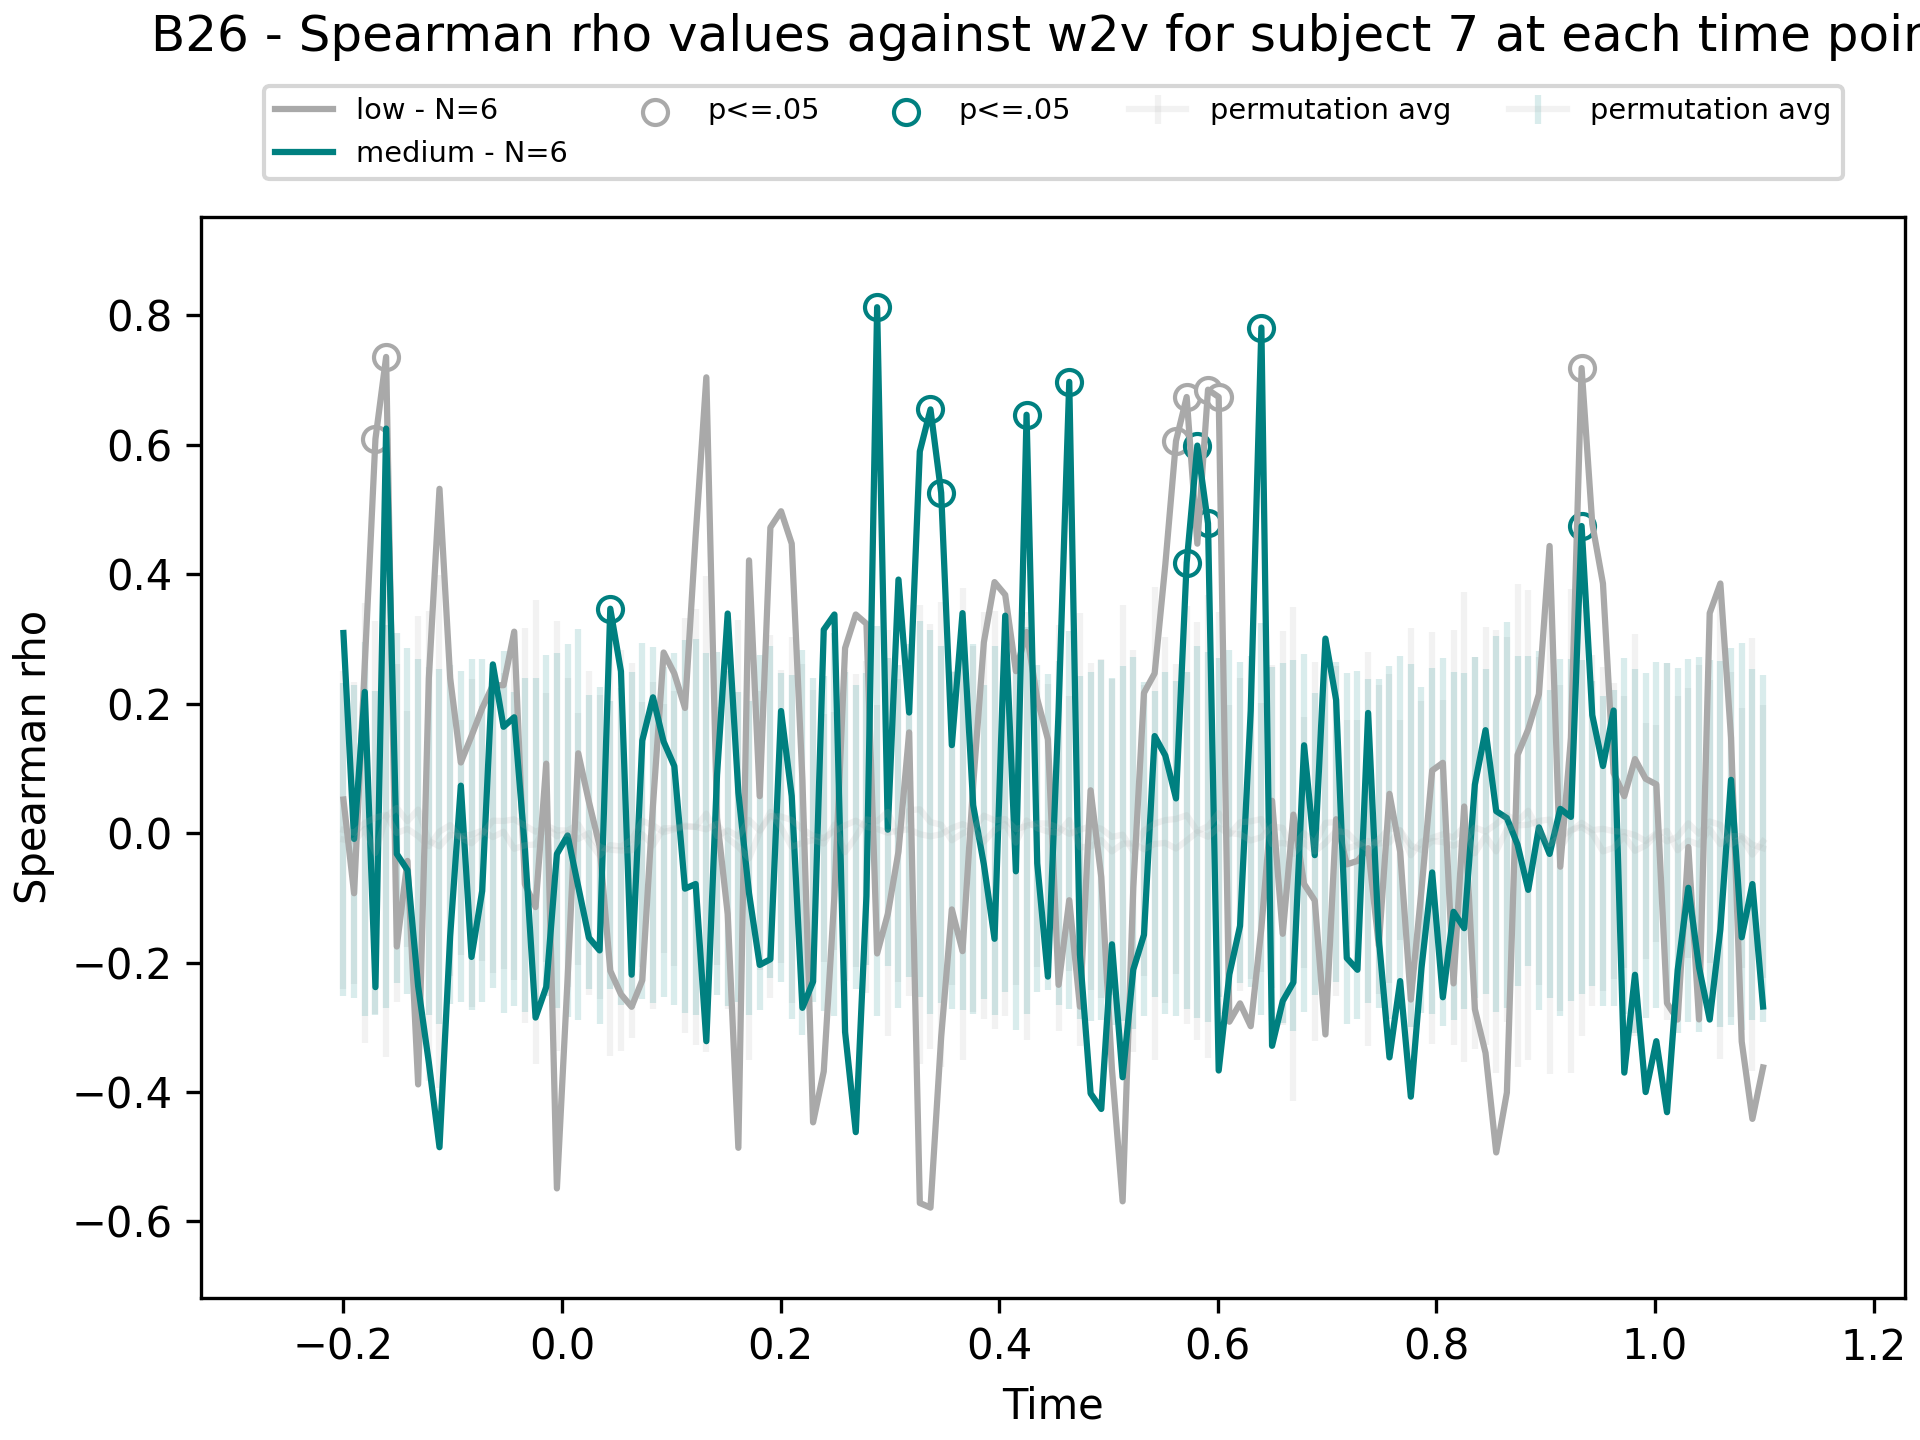 B26 - Spearman rho values against w2v for subject 7 at each time poin
low - N=6
medium - N=6
p<=.05
p<=.05
permutation avg
permutation avg
Spearman rho
0.8
0.6
0.4
0.2
0.0
−0.2
−0.4
−0.6
−0.2 0.0 0.2 0.4 0.6 0.8 1.0 1.2
Time